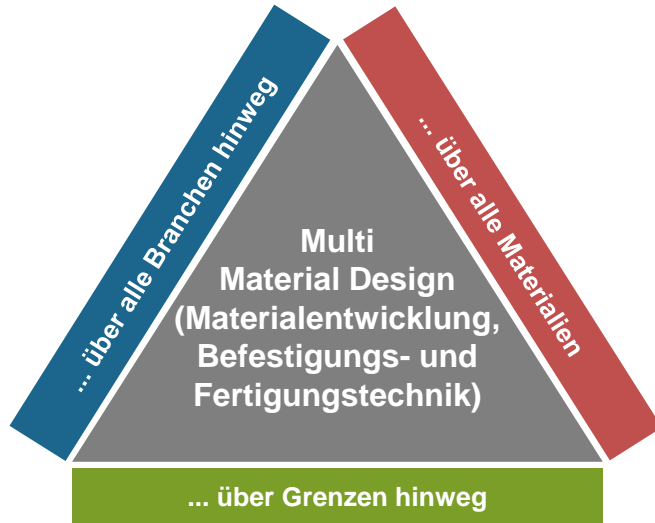 ... über alle Branchen hinweg
... über alle Materialien
Multi
Material Design
(Materialentwicklung,
Befestigungs- und
Fertigungstechnik)
... über Grenzen hinweg